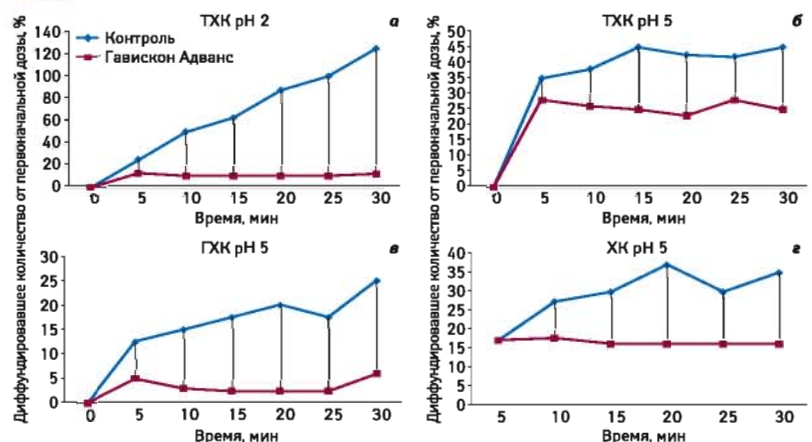 Диффундировавшее количество от первоначальной дозы, %
ТХК pH 2
а
140
120
100
80
60
40
20
0
Контроль
Гавискон Адванс
0 5 10 15 20 25 30
Время, мин
ТХК pH 5
б
50
45
40
35
30
25
20
15
10
5
0
0 5 10 15 20 25 30
Время, мин
Диффундировавшее количество от первоначальной дозы, %
ГХК pH 5
в
30
25
20
15
10
5
0
0 5 10 15 20 25 30
Время, мин
ХК pH 5
г
40
35
30
25
20
15
10
5
0
5 10 15 20 25 30
Время, мин